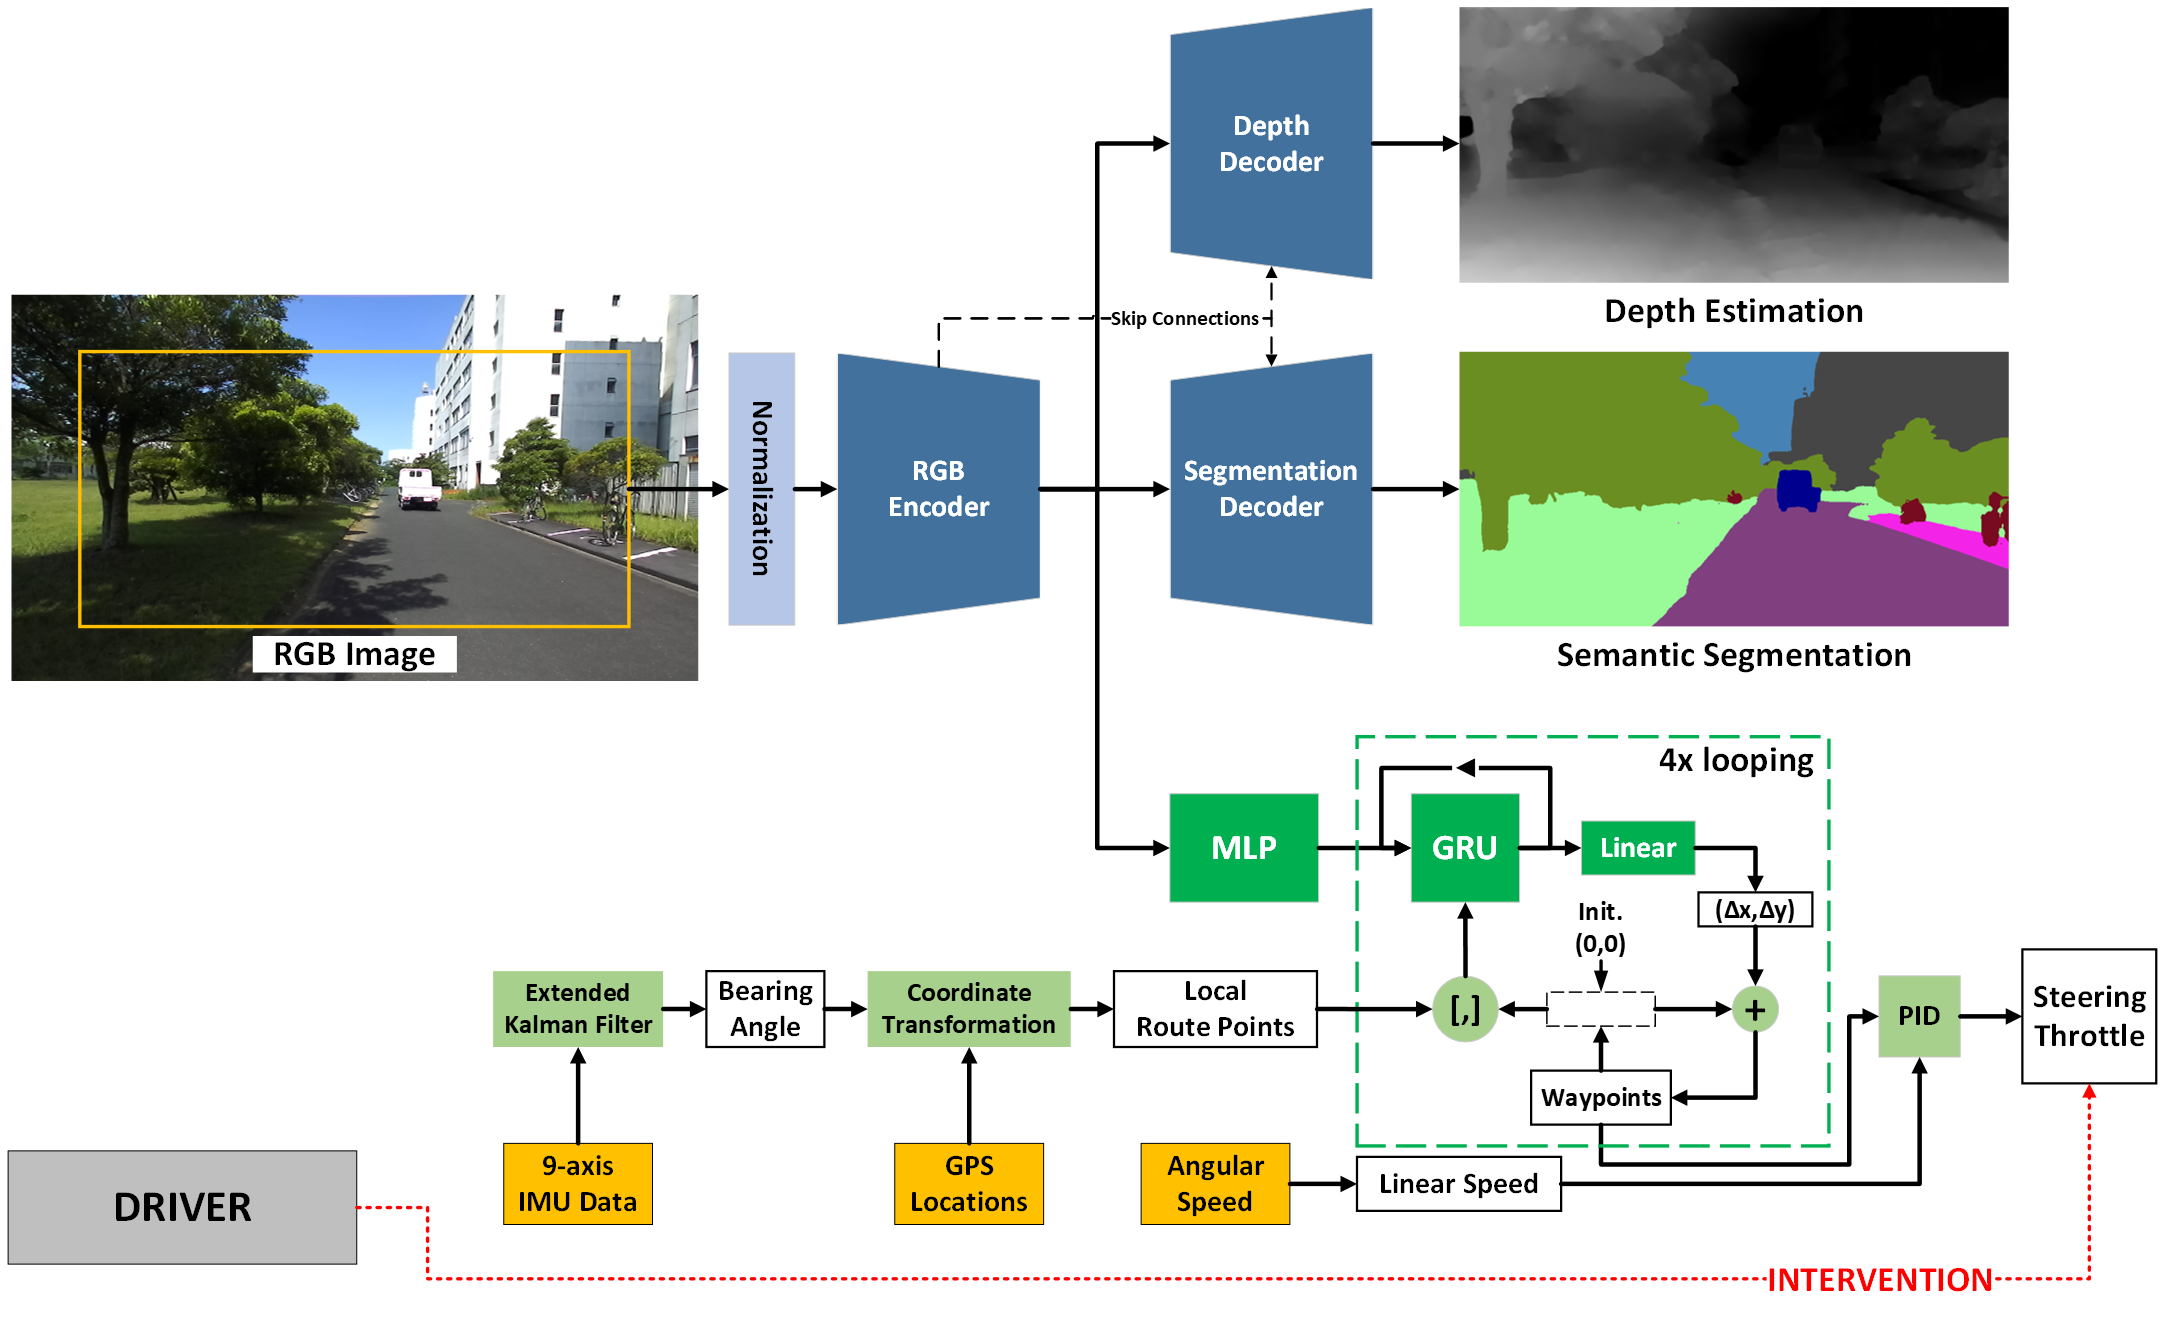 Depth
Decoder
Depth Estimation
Skip Connections
RGB Image
Normalization
RGB
Encoder
Segmentation
Decoder
Semantic Segmentation
4x looping
MLP
GRU
Linear
(Δx,Δy)
Init.
(0,0)
Extended
Kalman Filter
Bearing
Angle
Coordinate
Transformation
Local
Route Points
[,]
+
PID
Steering
Throttle
Waypoints
9-axis
IMU Data
GPS
Locations
Angular
Speed
Linear Speed
DRIVER
INTERVENTION